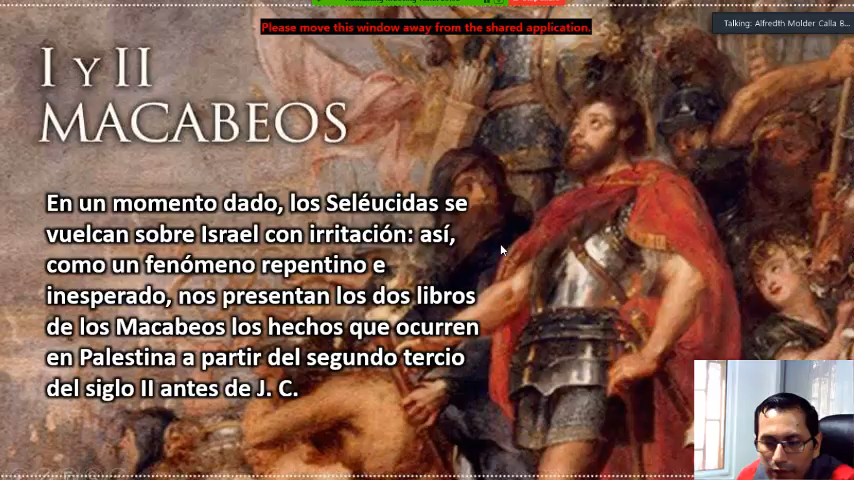 Please move this window away from the shared application.
Talking: Alfredth Molder Calla B...
I Y II
MACABEOS
En un momento dado, los Seléucidas se
vuelcan sobre Israel con irritación: así,
como un fenómeno repentino e
inesperado, nos presentan los dos libros
de los Macabeos los hechos que ocurren
en Palestina a partir del segundo tercio
del siglo II antes de J. C.